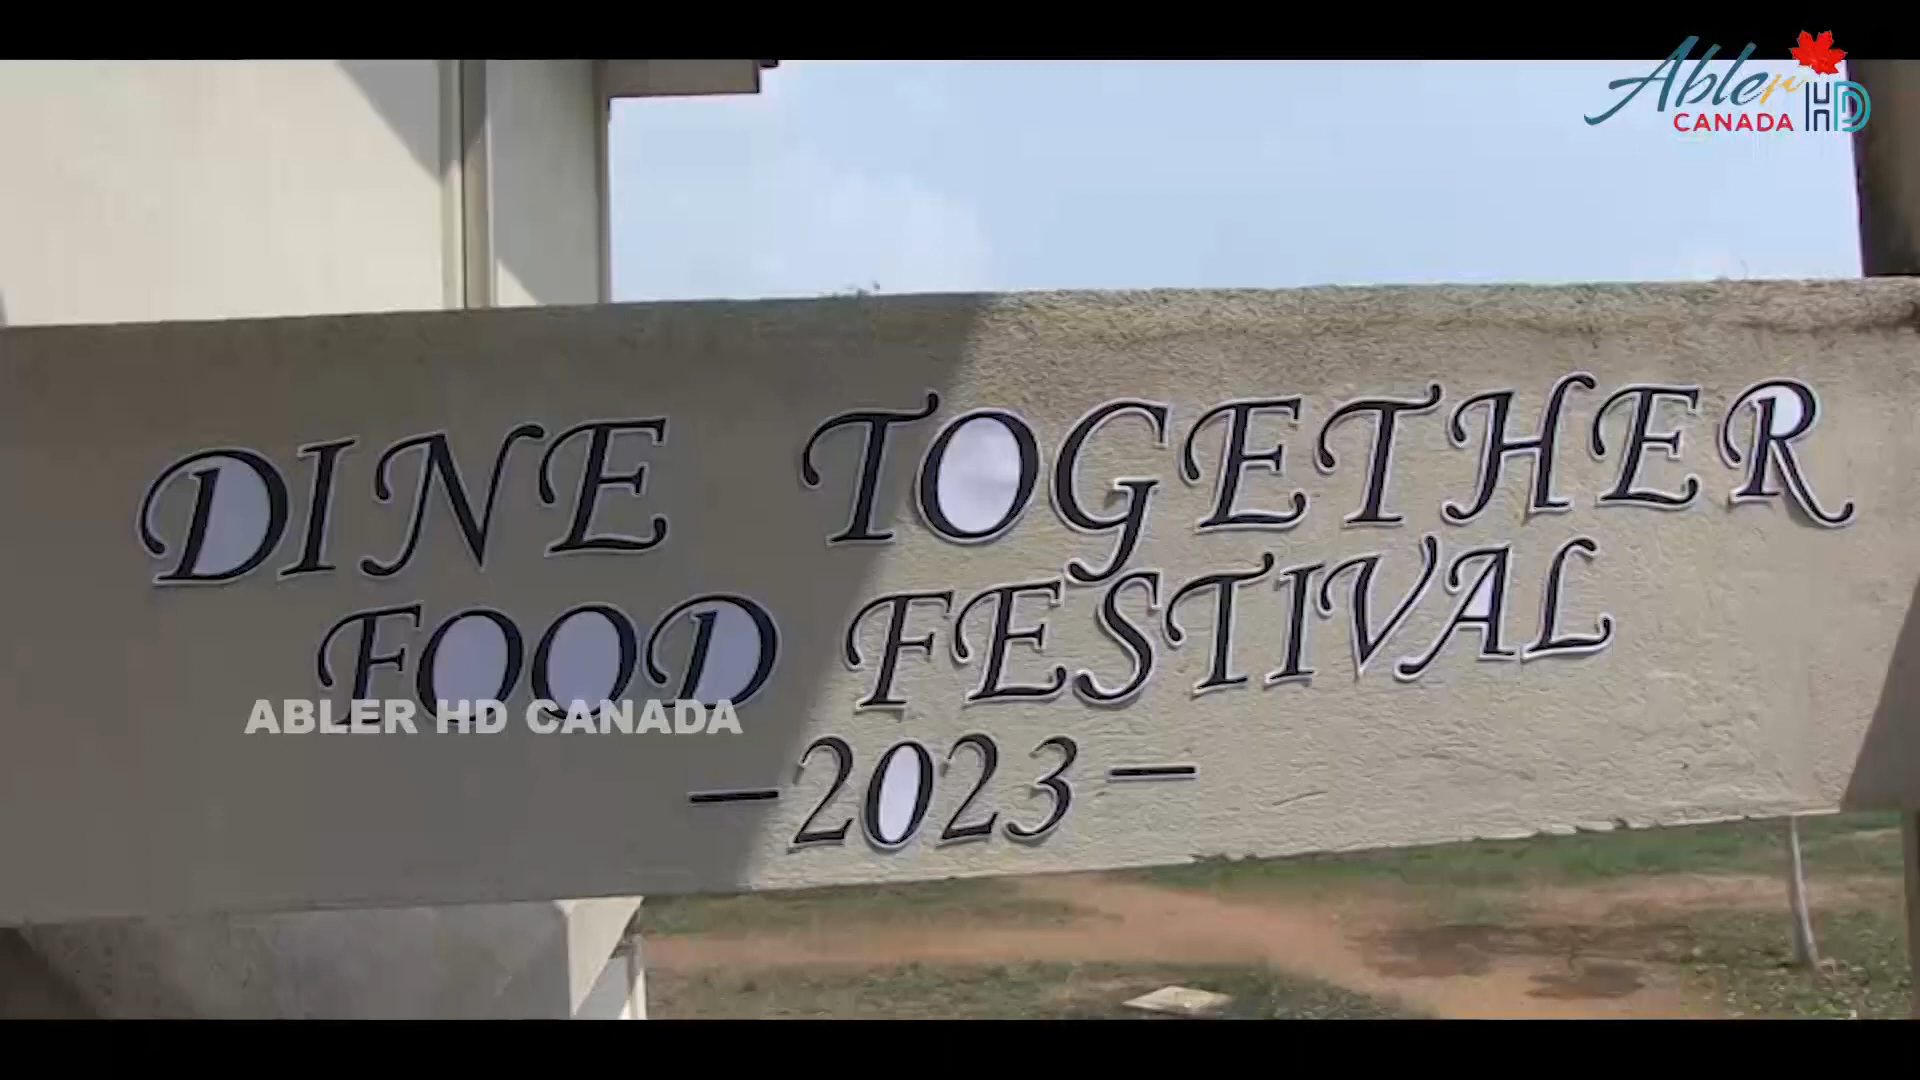 Abler HD
CANADA
DINE TOGETHER
FOOD FESTIVAL
ABLER HD CANADA
—2023—